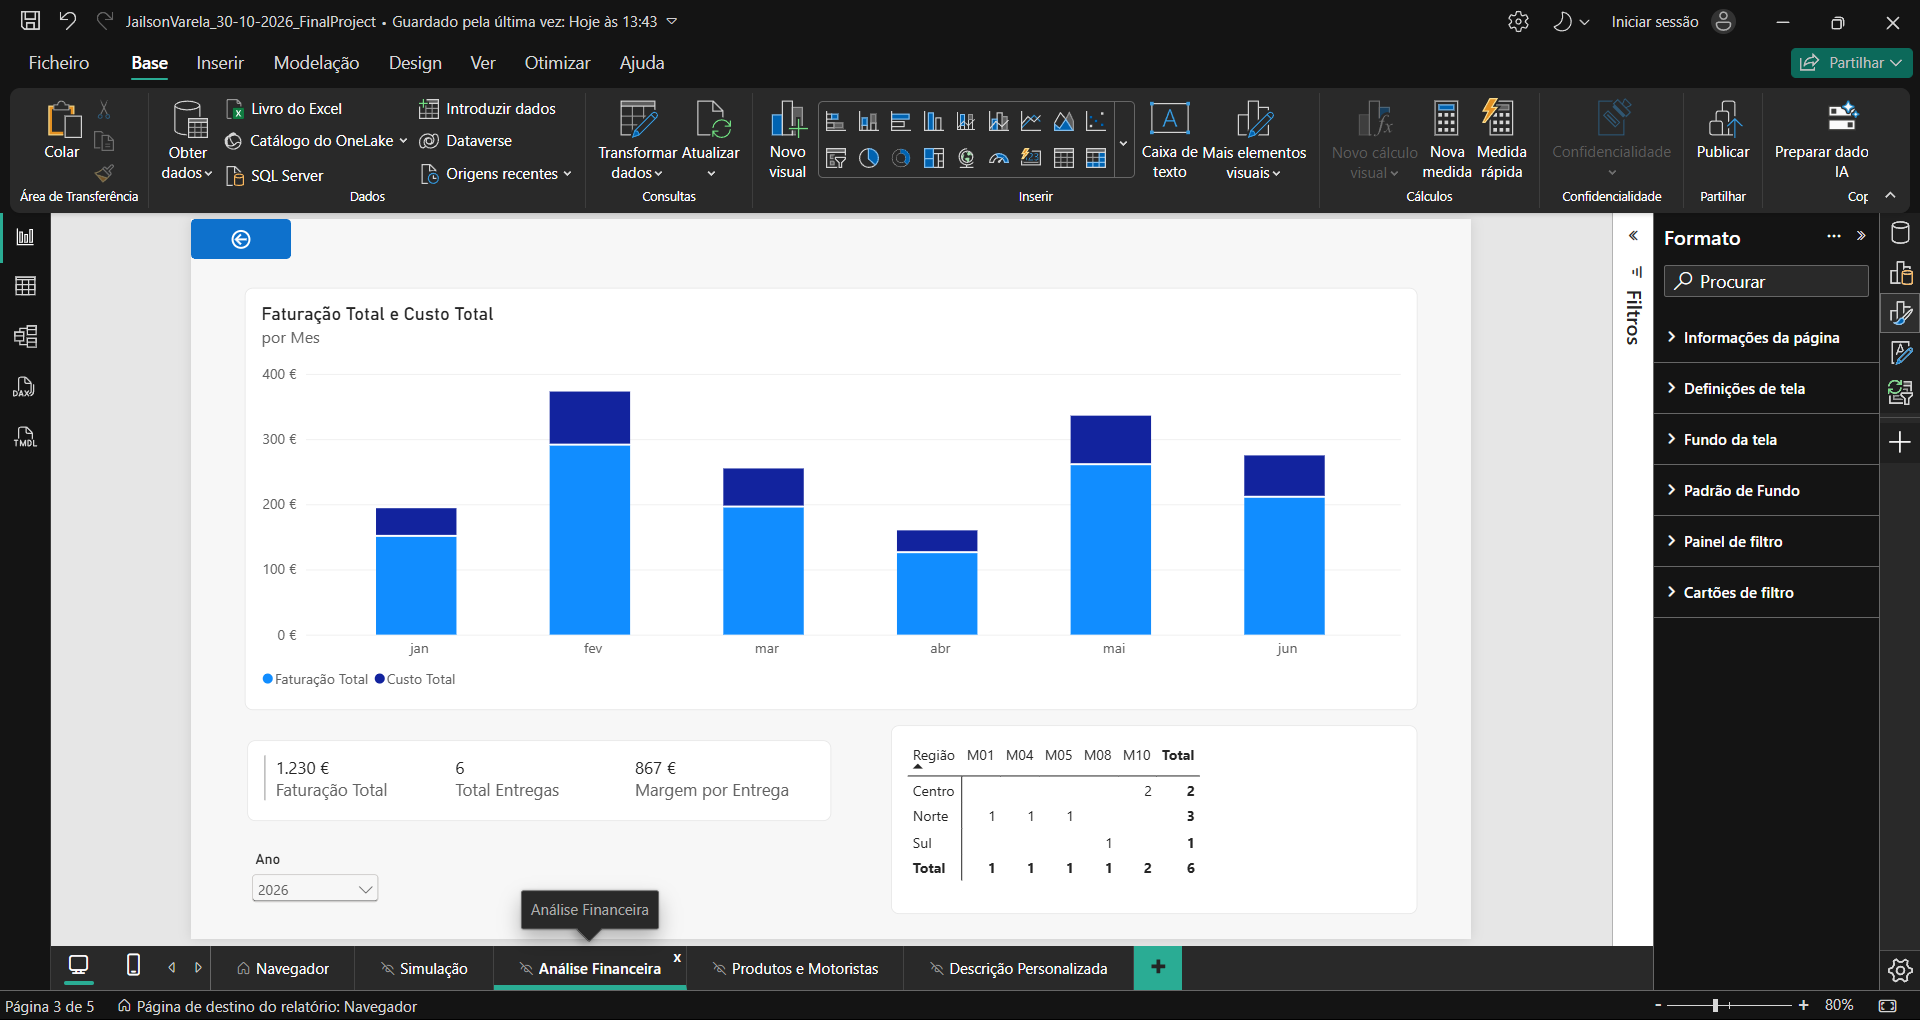 JailsonVarela_30-10-2026_FinalProject • Guardado pela última vez: Hoje às 13:43
Iniciar sessão
Ficheiro
Base
Inserir
Modelação
Design
Ver
Otimizar
Ajuda
Partilhar
Colar
Área de Transferência
Obter dados
Livro do Excel
Catálogo do OneLake
SQL Server
Introduzir dados
Dataverse
Origens recentes
Dados
Transformar dados
Atualizar
Consultas
Novo visual
Caixa de texto
Mais elementos visuais
Inserir
Novo cálculo visual
Nova medida
Medida rápida
Cálculos
Confidencialidade
Confidencialidade
Publicar
Partilhar
Preparar dado IA
Cop
DAX
TMDL
Faturação Total e Custo Total
por Mes
400 €
300 €
200 €
100 €
0 €
jan fev mar abr mai jun
Faturação Total Custo Total
1.230 € 6 867 €
Faturação Total Total Entregas Margem por Entrega
Região M01 M04 M05 M08 M10 Total
Centro 2 2
Norte 1 1 1 3
Sul 1 1
Total 1 1 1 1 2 6
Ano
2026
Análise Financeira
Filtros
Formato
Procurar
Informações da página
Definições de tela
Fundo da tela
Padrão de Fundo
Painel de filtro
Cartões de filtro
Navegador
Simulação
Análise Financeira x
Produtos e Motoristas
Descrição Personalizada
Página 3 de 5
Página de destino do relatório: Navegador
- + 80%